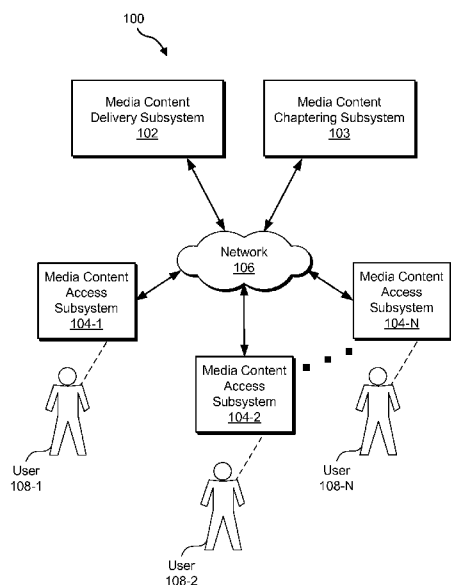 100
Media Content
Delivery Subsystem
102
Media Content
Chaptering Subsystem
103
Network
106
Media Content
Access
Subsystem
104-1
Media Content
Access
Subsystem
104-2
Media Content
Access
Subsystem
104-N
User
108-1
User
108-2
User
108-N